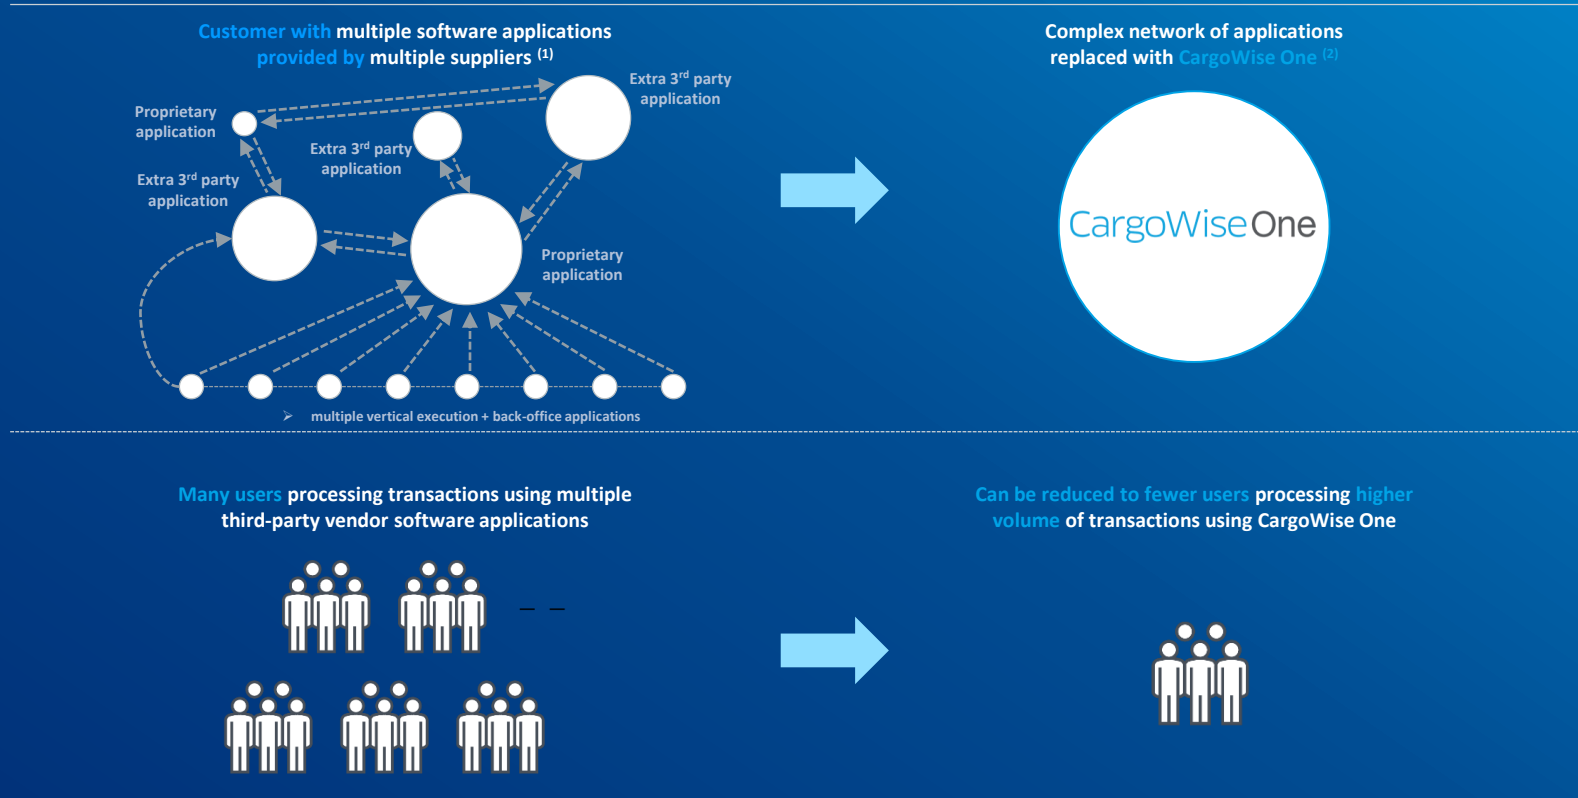 Customer with multiple software applications
provided by multiple suppliers (1)
Complex network of applications
replaced with CargoWise One (2)
Extra 3rd party
application
Proprietary
application
Extra 3rd party
application
Extra 3rd party
application
CargoWise One
Proprietary
application
➢ multiple vertical execution + back-office applications
Many users processing transactions using multiple
third-party vendor software applications
Can be reduced to fewer users processing higher
volume of transactions using CargoWise One